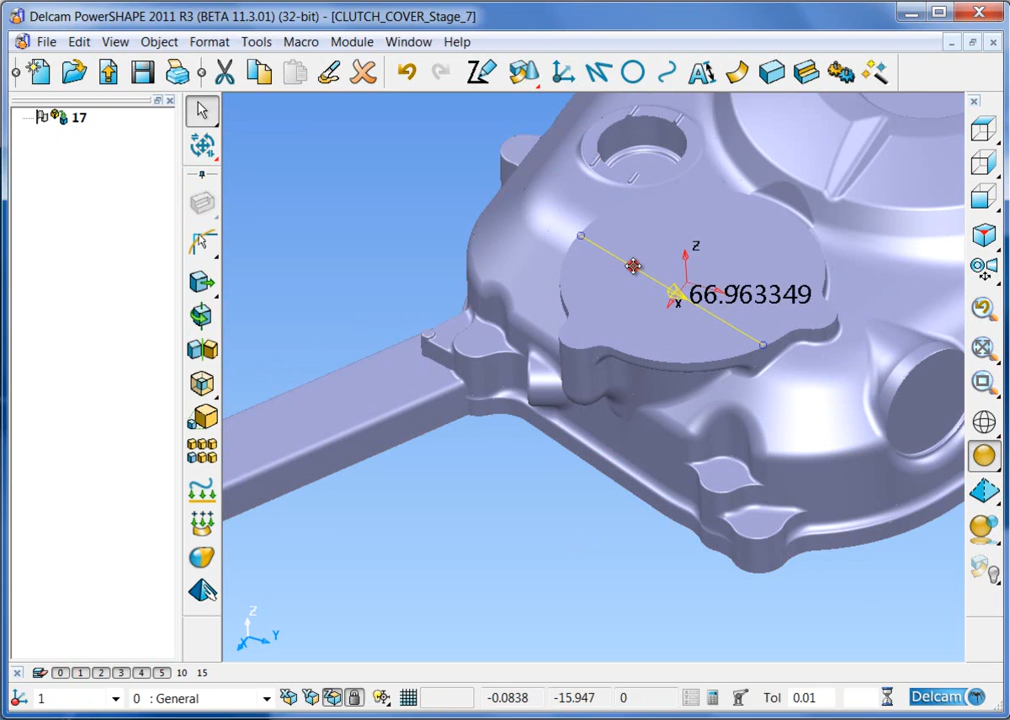 Delcam PowerSHAPE 2011 R3 (BETA 11.3.01) (32-bit) - [CLUTCH_COVER_Stage_7]
File Edit View Object Format Tools Macro Module Window Help
17
Z
66.963349
X
Z
Y
X
0 1 2 3 4 5 10 15
1 0 : General -0.0838 -15.947 0 Tol 0.01 Delcam